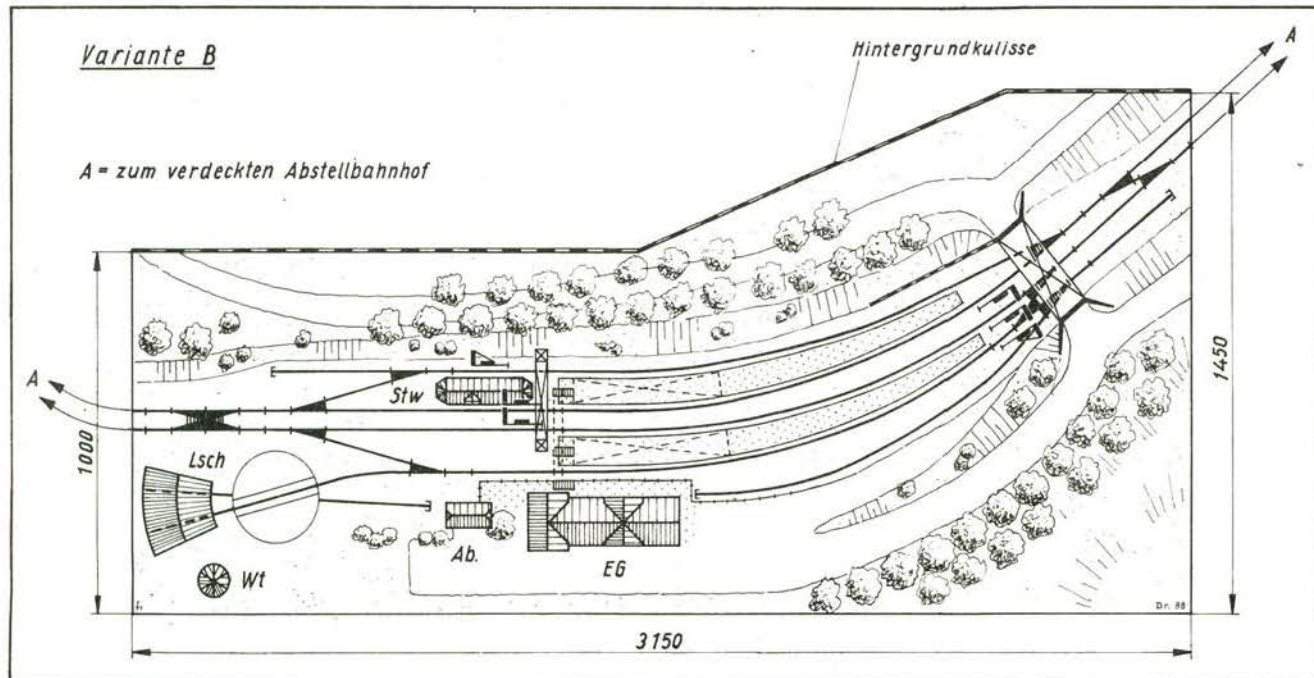 Variante B
Hintergrundkulisse
A
A = zum verdeckten Abstellbahnhof
A
Stw
Lsch
1000
1450
Ab.
EG
Wt
Dr. 88
3150